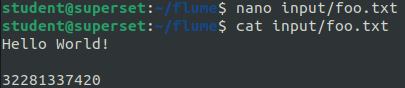 student@superset:~/flume$ nano input/foo.txt
student@superset:~/flume$ cat input/foo.txt
Hello World!
32281337420